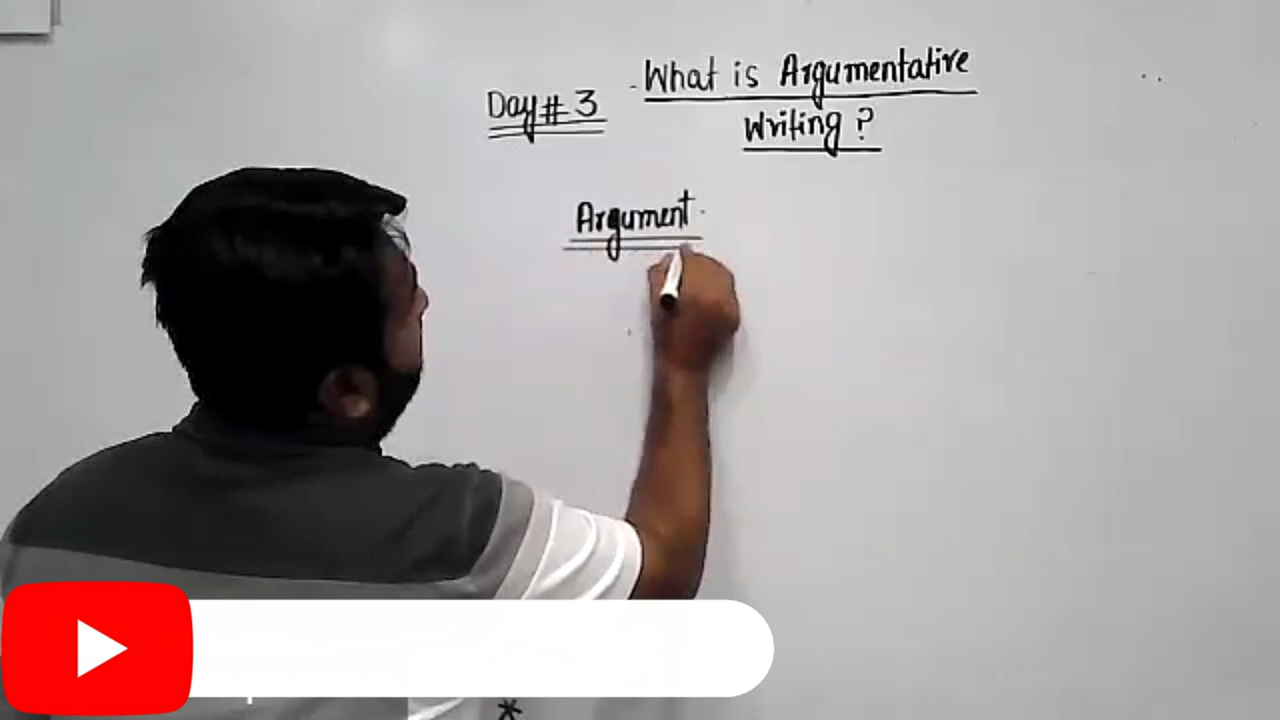 What is Argumentative
Day # 3
Writing ?
Argument
*